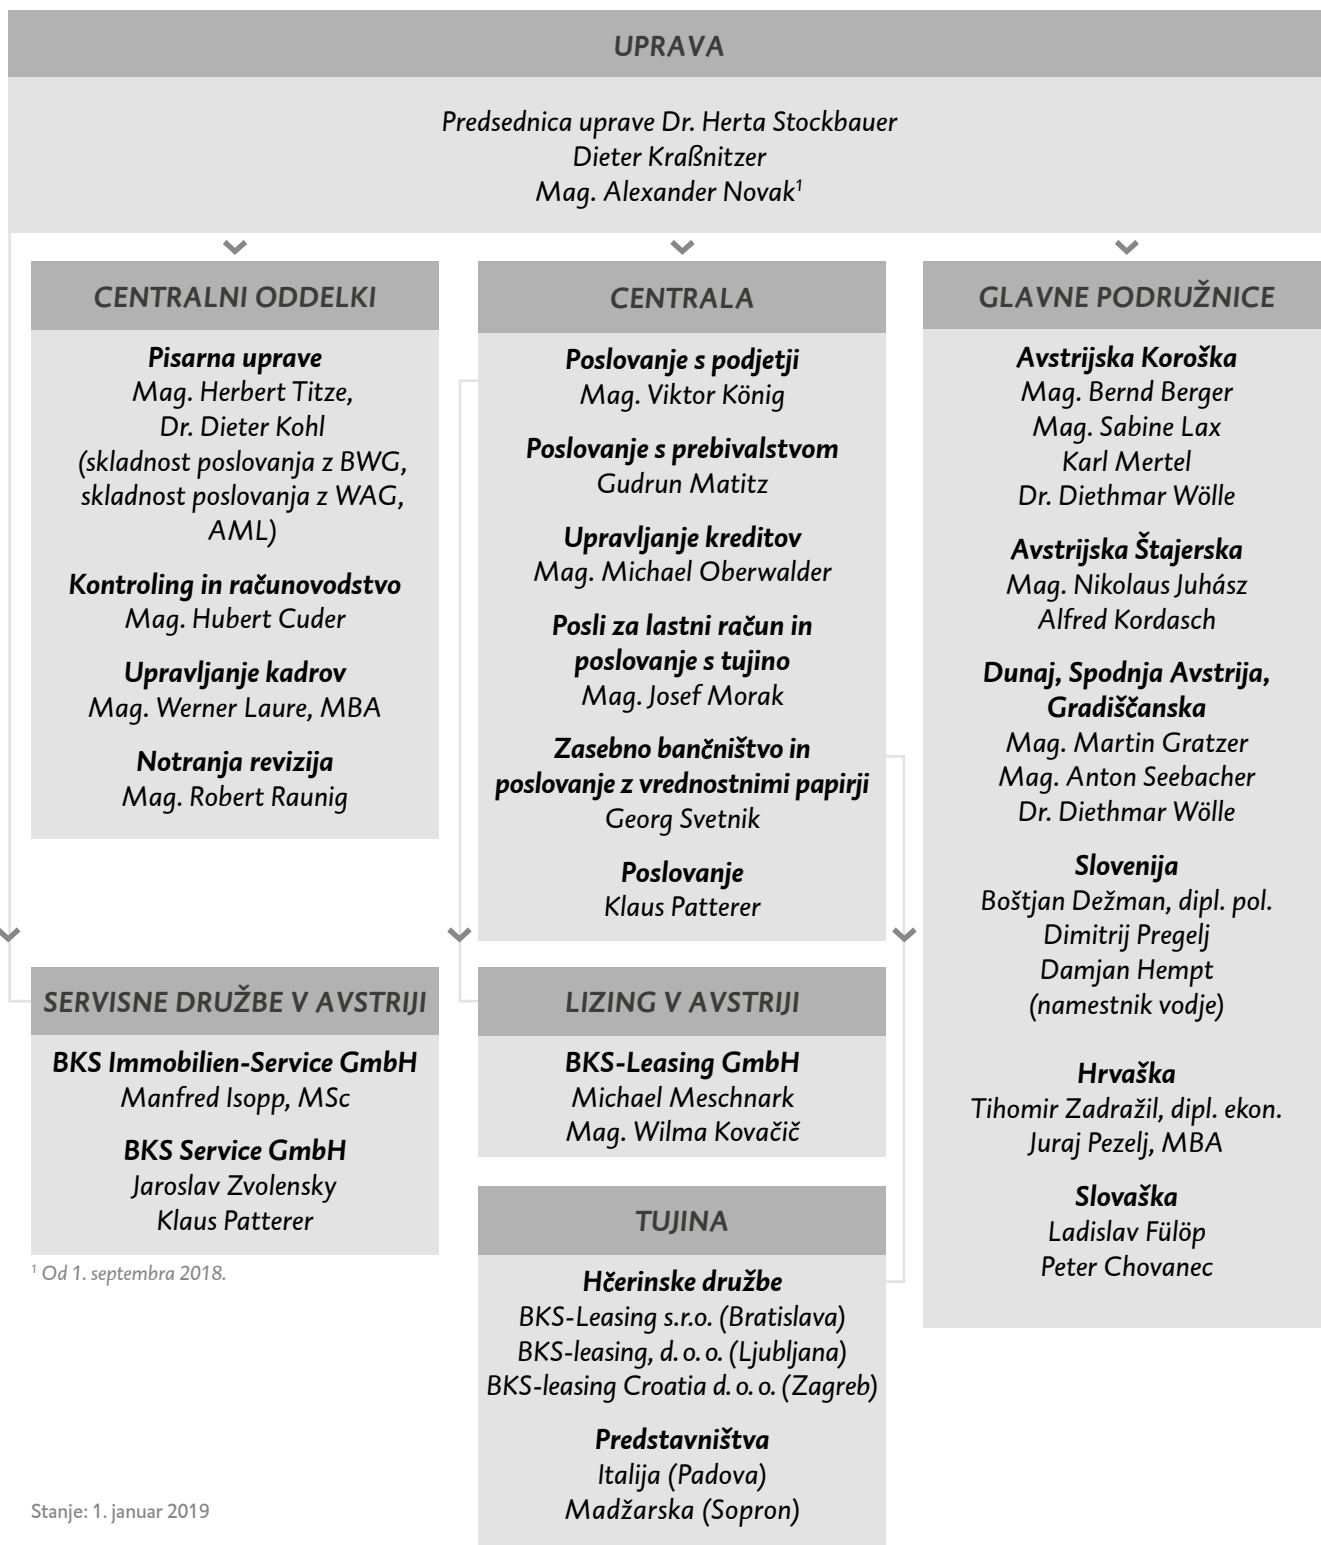 UPRAVA
Predsednica uprave Dr. Herta Stockbauer
Dieter Kraßnitzer
Mag. Alexander Novak¹
CENTRALNI ODDELKI
Pisarna uprave
Mag. Herbert Titze,
Dr. Dieter Kohl
(skladnost poslovanja z BWG,
skladnost poslovanja z WAG,
AML)
Kontroling in računovodstvo
Mag. Hubert Cuder
Upravljanje kadrov
Mag. Werner Laure, MBA
Notranja revizija
Mag. Robert Raunig
CENTRALA
Poslovanje s podjetji
Mag. Viktor König
Poslovanje s prebivalstvom
Gudrun Matitz
Upravljanje kreditov
Mag. Michael Oberwalder
Posli za lastni račun in
poslovanje s tujino
Mag. Josef Morak
Zasebno bančništvo in
poslovanje z vrednostnimi papirji
Georg Svetnik
Poslovanje
Klaus Patterer
GLAVNE PODRUŽNICE
Avstrijska Koroška
Mag. Bernd Berger
Mag. Sabine Lax
Karl Mertel
Dr. Diethmar Wölle
Avstrijska Štajerska
Mag. Nikolaus Juhász
Alfred Kordasch
Dunaj, Spodnja Avstrija,
Gradiščanska
Mag. Martin Gratzer
Mag. Anton Seebacher
Dr. Diethmar Wölle
Slovenija
Boštjan Dežman, dipl. pol.
Dimitrij Pregelj
Damjan Hempt
(namestnik vodje)
Hrvaška
Tihomir Zadražil, dipl. ekon.
Juraj Pezelj, MBA
Slovaška
Ladislav Fülöp
Peter Chovanec
SERVISNE DRUŽBE V AVSTRIJI
BKS Immobilien-Service GmbH
Manfred Isopp, MSc
BKS Service GmbH
Jaroslav Zvolensky
Klaus Patterer
¹ Od 1. septembra 2018.
LIZING V AVSTRIJI
BKS-Leasing GmbH
Michael Meschnark
Mag. Wilma Kovačič
TUJINA
Hčerinske družbe
BKS-Leasing s.r.o. (Bratislava)
BKS-leasing, d. o. o. (Ljubljana)
BKS-leasing Croatia d. o. o. (Zagreb)
Predstavništva
Italija (Padova)
Madžarska (Sopron)
Stanje: 1. januar 2019